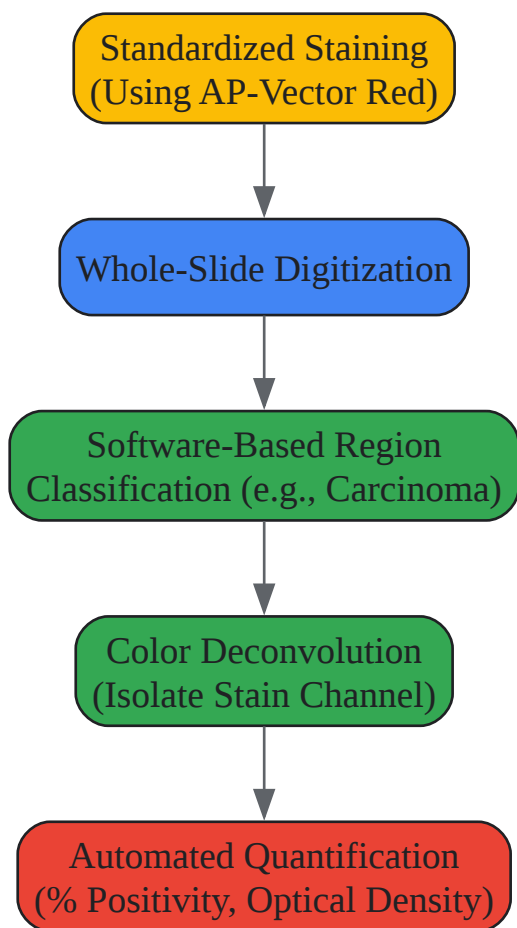 Standardized Staining
(Using AP-Vector Red)
Whole-Slide Digitization
Software-Based Region
Classification (e.g., Carcinoma)
Color Deconvolution
(Isolate Stain Channel)
Automated Quantification
(% Positivity, Optical Density)